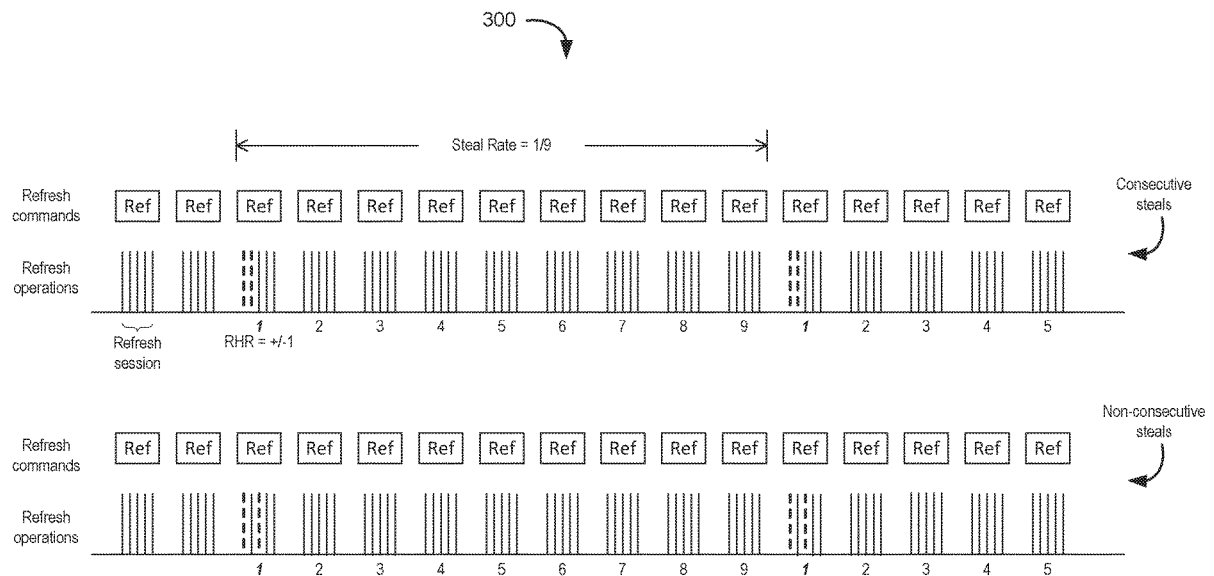 300
Steal Rate = 1/9
Refresh commands
Ref Ref Ref Ref Ref Ref Ref Ref Ref Ref Ref Ref Ref Ref Ref Ref
Consecutive steals
Refresh operations
1 2 3 4 5 6 7 8 9 1 2 3 4 5
Refresh session
RHR = +/-1
Non-consecutive steals
Refresh commands
Ref Ref Ref Ref Ref Ref Ref Ref Ref Ref Ref Ref Ref Ref Ref Ref
Refresh operations
1 2 3 4 5 6 7 8 9 1 2 3 4 5